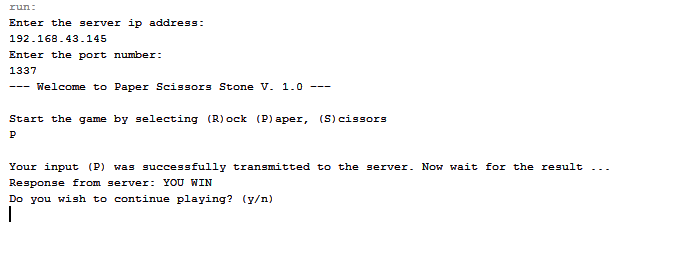 run:
Enter the server ip address:
192.168.43.145
Enter the port number:
1337
--- Welcome to Paper Scissors Stone V. 1.0 ---
Start the game by selecting (R)ock (P)aper, (S)cissors
P
Your input (P) was successfully transmitted to the server. Now wait for the result ...
Response from server: YOU WIN
Do you wish to continue playing? (y/n)